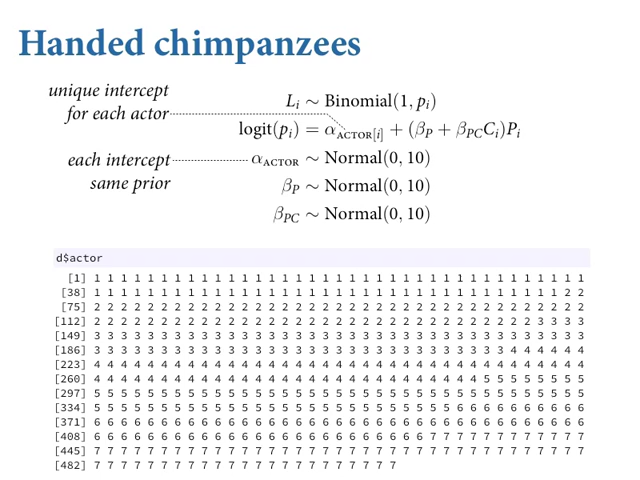 Handed chimpanzees
unique intercept
for each actor
L_i ~ Binomial(1, p_i)
logit(p_i) = α_ACTOR[i] + (β_P + β_PC C_i)P_i
each intercept
same prior
α_ACTOR ~ Normal(0, 10)
β_P ~ Normal(0, 10)
β_PC ~ Normal(0, 10)
d$actor
[1] 1 1 1 1 1 1 1 1 1 1 1 1 1 1 1 1 1 1 1 1 1 1 1 1 1 1 1 1 1 1 1 1 1 1 1 1 1
[38] 1 1 1 1 1 1 1 1 1 1 1 1 1 1 1 1 1 1 1 1 1 1 1 1 1 1 1 1 1 1 1 1 1 1 1 2 2
[75] 2 2 2 2 2 2 2 2 2 2 2 2 2 2 2 2 2 2 2 2 2 2 2 2 2 2 2 2 2 2 2 2 2 2 2 2 2
[112] 2 2 2 2 2 2 2 2 2 2 2 2 2 2 2 2 2 2 2 2 2 2 2 2 2 2 2 2 2 2 2 2 2 3 3 3 3
[149] 3 3 3 3 3 3 3 3 3 3 3 3 3 3 3 3 3 3 3 3 3 3 3 3 3 3 3 3 3 3 3 3 3 3 3 3 3
[186] 3 3 3 3 3 3 3 3 3 3 3 3 3 3 3 3 3 3 3 3 3 3 3 3 3 3 3 3 3 3 3 4 4 4 4 4 4
[223] 4 4 4 4 4 4 4 4 4 4 4 4 4 4 4 4 4 4 4 4 4 4 4 4 4 4 4 4 4 4 4 4 4 4 4 4 4
[260] 4 4 4 4 4 4 4 4 4 4 4 4 4 4 4 4 4 4 4 4 4 4 4 4 4 4 4 4 4 5 5 5 5 5 5 5 5
[297] 5 5 5 5 5 5 5 5 5 5 5 5 5 5 5 5 5 5 5 5 5 5 5 5 5 5 5 5 5 5 5 5 5 5 5 5 5
[334] 5 5 5 5 5 5 5 5 5 5 5 5 5 5 5 5 5 5 5 5 5 5 5 5 5 5 5 6 6 6 6 6 6 6 6 6 6
[371] 6 6 6 6 6 6 6 6 6 6 6 6 6 6 6 6 6 6 6 6 6 6 6 6 6 6 6 6 6 6 6 6 6 6 6 6 6
[408] 6 6 6 6 6 6 6 6 6 6 6 6 6 6 6 6 6 6 6 6 6 6 6 6 6 7 7 7 7 7 7 7 7 7 7 7 7
[445] 7 7 7 7 7 7 7 7 7 7 7 7 7 7 7 7 7 7 7 7 7 7 7 7 7 7 7 7 7 7 7 7 7 7 7 7 7
[482] 7 7 7 7 7 7 7 7 7 7 7 7 7 7 7 7 7 7 7 7 7 7 7